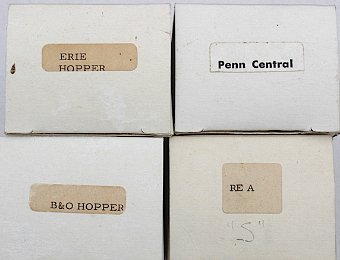 ERIE
HOPPER
Penn Central
B&O HOPPER
RE A
"S"